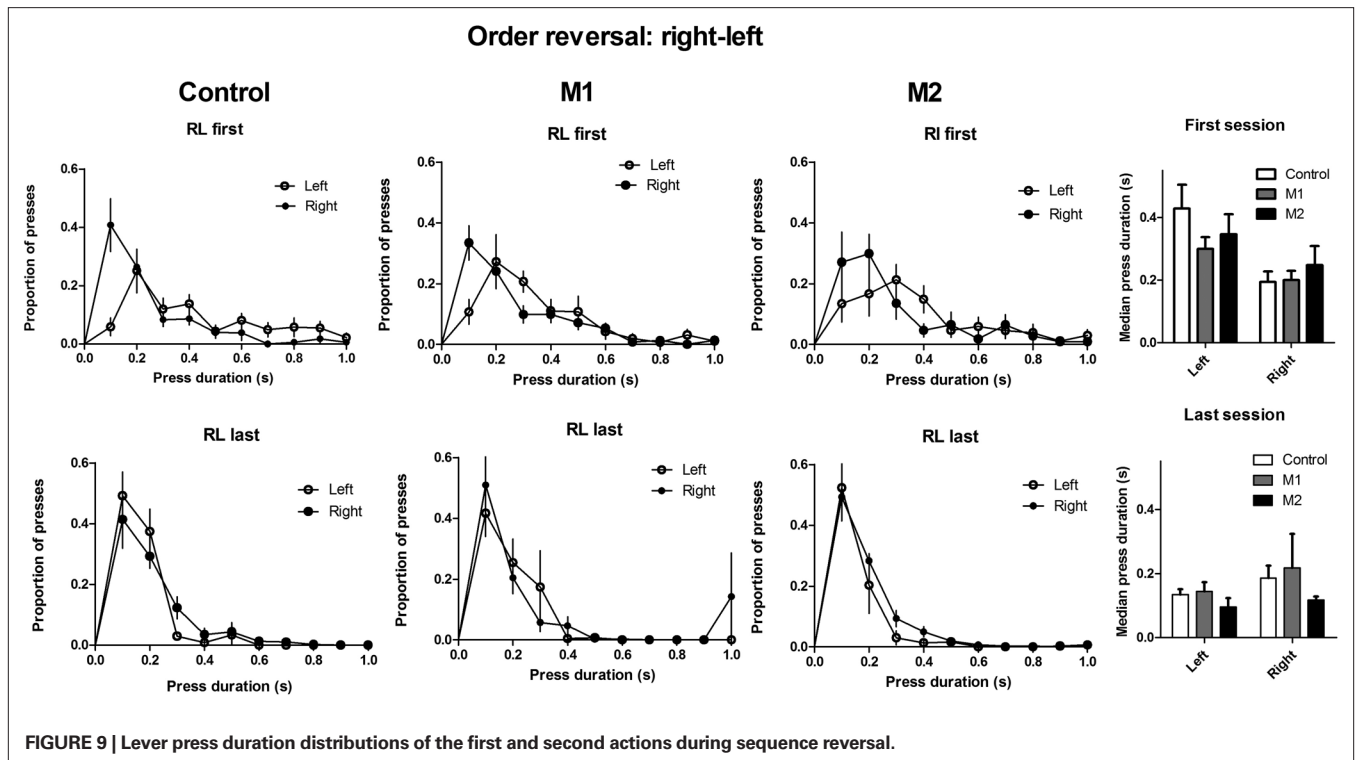 Order reversal: right-left
Control
M1
M2
RL first
Proportion of presses
0.6
0.4
0.2
0.0
0.0 0.2 0.4 0.6 0.8 1.0
Press duration (s)
Left
Right
RL first
Proportion of presses
0.6
0.4
0.2
0.0
0.0 0.2 0.4 0.6 0.8 1.0
Press duration (s)
Left
Right
Rl first
Proportion of presses
0.6
0.4
0.2
0.0
0.0 0.2 0.4 0.6 0.8 1.0
Press duration (s)
Left
Right
First session
Median press duration (s)
0.4
0.2
0.0
Left Right
Control
M1
M2
RL last
Proportion of presses
0.6
0.4
0.2
0.0
0.0 0.2 0.4 0.6 0.8 1.0
Press duration (s)
Left
Right
RL last
Proportion of presses
0.6
0.4
0.2
0.0
0.0 0.2 0.4 0.6 0.8 1.0
Press duration (s)
Left
Right
RL last
Proportion of presses
0.6
0.4
0.2
0.0
0.0 0.2 0.4 0.6 0.8 1.0
Press duration (s)
Left
Right
Last session
Median press duration (s)
0.4
0.2
0.0
Left Right
Control
M1
M2
FIGURE 9 | Lever press duration distributions of the first and second actions during sequence reversal.